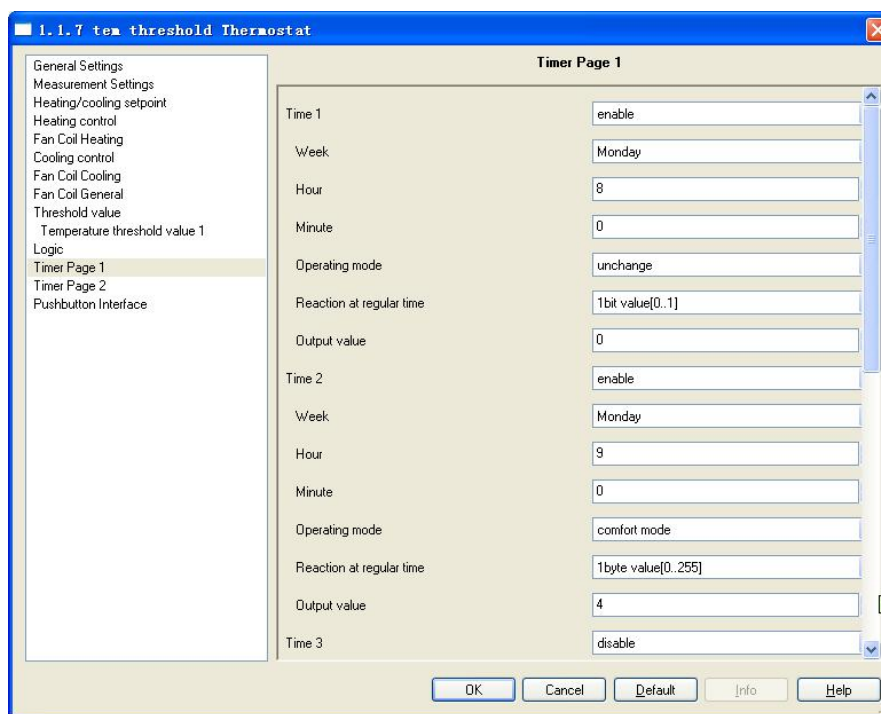 1.1.7 tem threshold Thermostat
General Settings
Measurement Settings
Heating/cooling setpoint
Heating control
Fan Coil Heating
Cooling control
Fan Coil Cooling
Fan Coil General
Threshold value
Temperature threshold value 1
Logic
Timer Page 1
Timer Page 2
Pushbutton Interface
Timer Page 1
Time 1 enable
Week Monday
Hour 8
Minute 0
Operating mode unchange
Reaction at regular time 1bit value[0..1]
Output value 0
Time 2 enable
Week Monday
Hour 9
Minute 0
Operating mode comfort mode
Reaction at regular time 1byte value[0..255]
Output value 4
Time 3 disable
OK Cancel Default Info Help